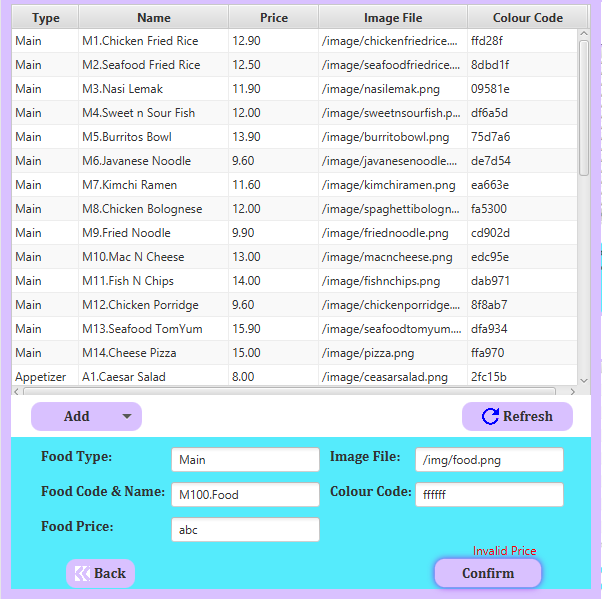 Type Name Price Image File Colour Code
Main M1.Chicken Fried Rice 12.90 /image/chickenfriedrice.... ffd28f
Main M2.Seafood Fried Rice 12.50 /image/seafoodfriedrice.... 8dbd1f
Main M3.Nasi Lemak 11.90 /image/nasilemak.png 09581e
Main M4.Sweet n Sour Fish 12.00 /image/sweetnsourfish.p... df6a5d
Main M5.Burritos Bowl 13.90 /image/burritobowl.png 75d7a6
Main M6.Javanese Noodle 9.60 /image/javanesenoodle.... de7d54
Main M7.Kimchi Ramen 11.60 /image/kimchiramen.png ea663e
Main M8.Chicken Bolognese 12.00 /image/spaghettibologn... fa5300
Main M9.Fried Noodle 9.90 /image/friednoodle.png cd902d
Main M10.Mac N Cheese 13.00 /image/macncheese.png edc95e
Main M11.Fish N Chips 14.00 /image/fishnchips.png dab971
Main M12.Chicken Porridge 9.60 /image/chickenporridge.... 8f8ab7
Main M13.Seafood TomYum 15.90 /image/seafoodtomyum.... dfa934
Main M14.Cheese Pizza 15.00 /image/pizza.png ffa970
Appetizer A1.Caesar Salad 8.00 /image/ceasarsalad.png 2fc15b
Add Refresh
Food Type: Main Image File: /img/food.png
Food Code & Name: M100.Food Colour Code: ffffff
Food Price: abc
Invalid Price
Back Confirm